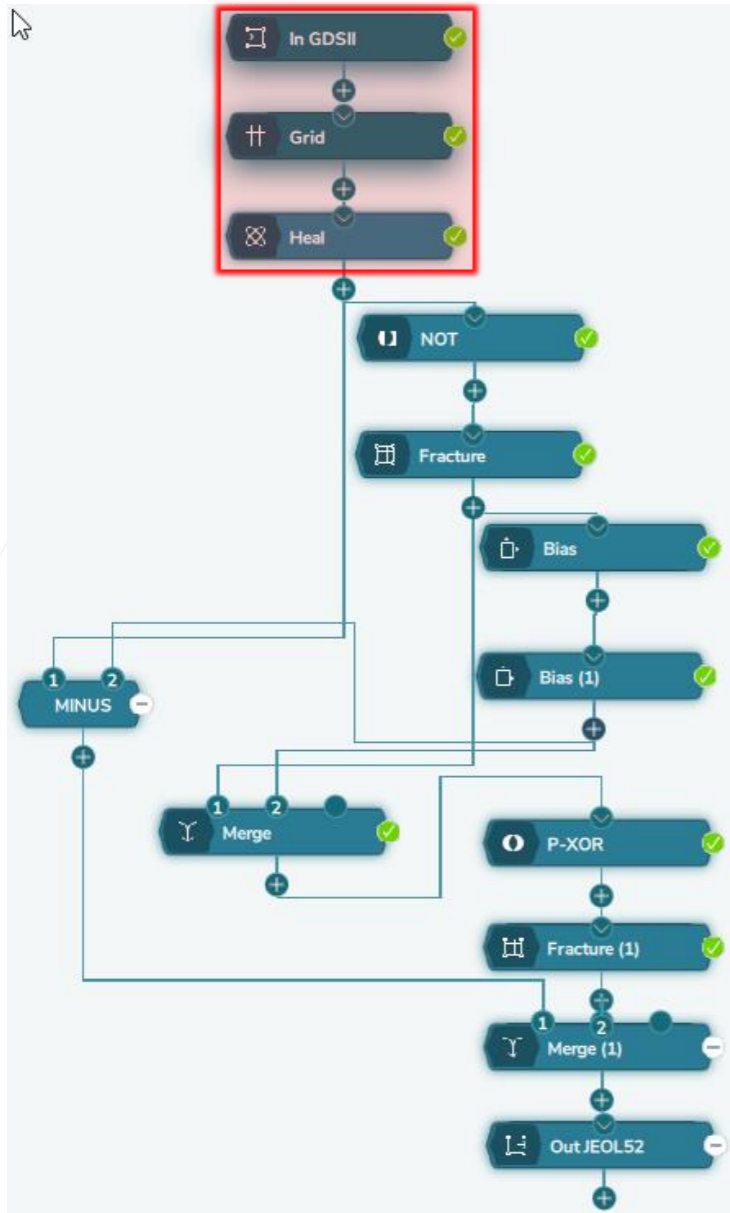 In GDSII
Grid
Heal
NOT
Fracture
Bias
1 2
MINUS
Bias (1)
1 2
Merge
P-XOR
Fracture (1)
1 2
Merge (1)
Out JEOL52